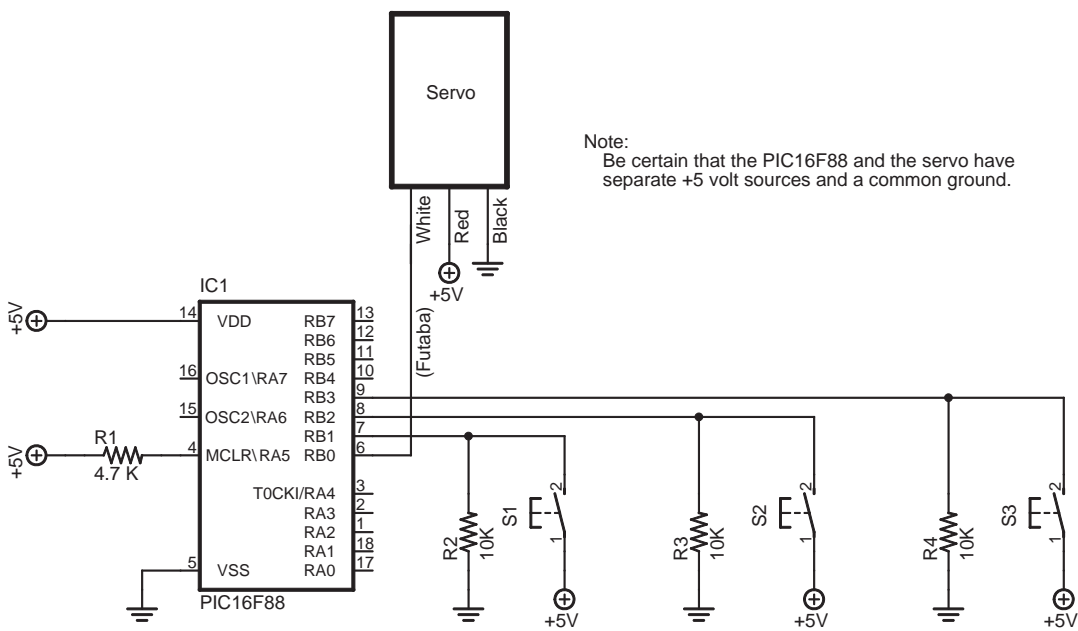 Servo
Note:
Be certain that the PIC16F88 and the servo have
separate +5 volt sources and a common ground.
White
Red
Black
+5V
(Futaba)
IC1
+5V
14
VDD
RB7
13
RB6
12
RB5
11
16
OSC1\RA7
RB4
10
RB3
9
15
OSC2\RA6
RB2
8
RB1
7
+5V
R1
4.7 K
4
MCLR\RA5
RB0
6
T0CKI/RA4
3
RA3
2
RA2
1
RA1
18
5
VSS
RA0
17
PIC16F88
R2
10K
S1
2
1
+5V
R3
10K
S2
2
1
+5V
R4
10K
S3
2
1
+5V